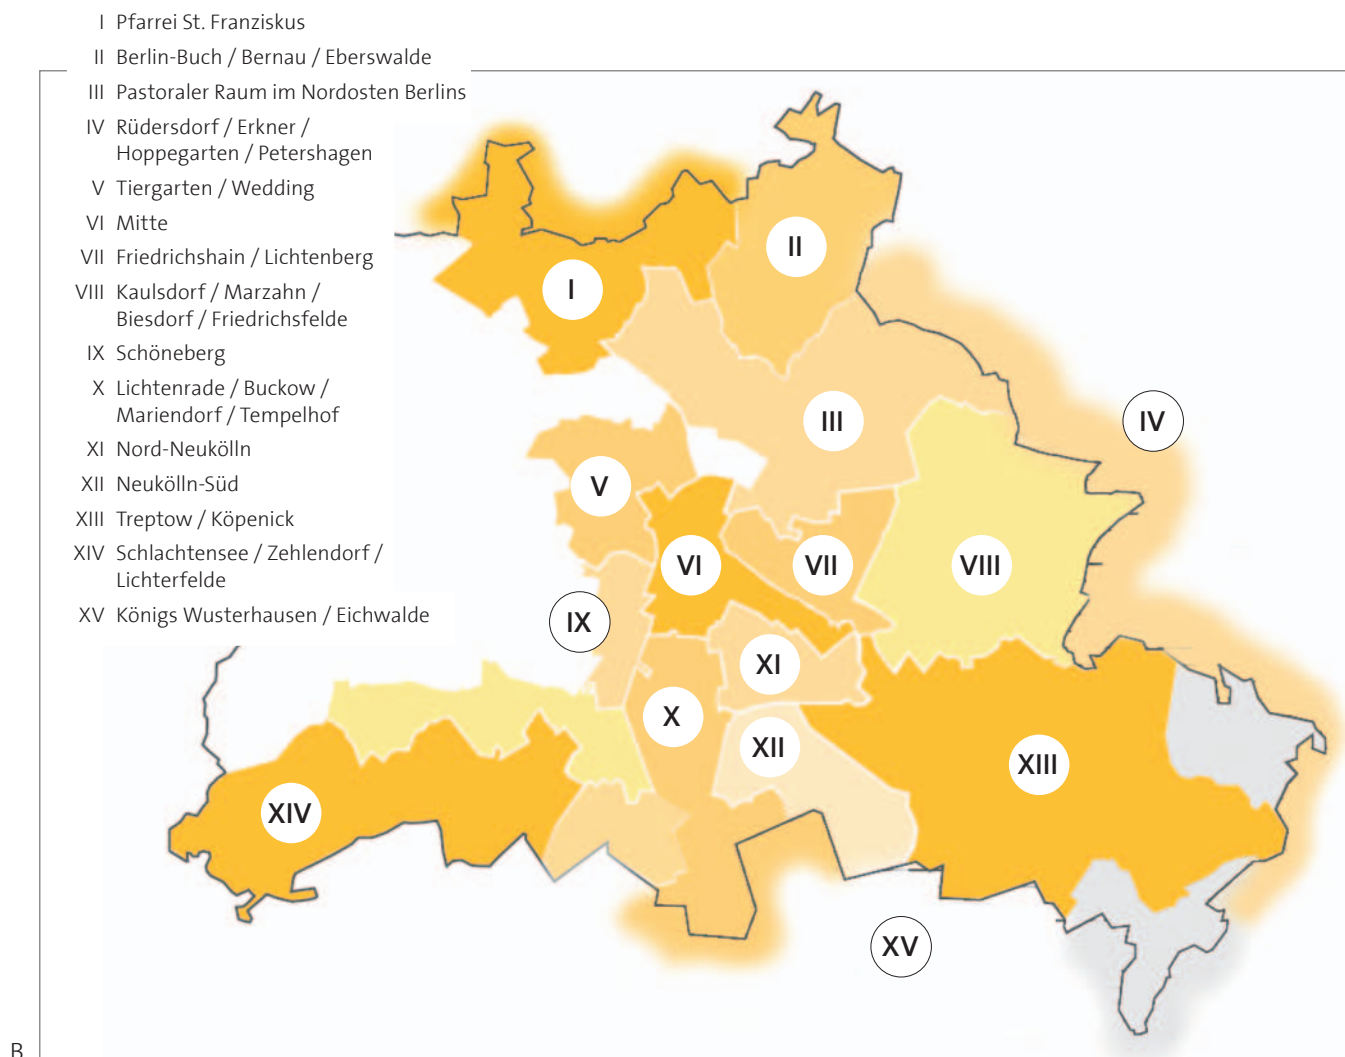 I Pfarrei St. Franziskus
II Berlin-Buch / Bernau / Eberswalde
III Pastoraler Raum im Nordosten Berlins
IV Rüdersdorf / Erkner /
Hoppegarten / Petershagen
V Tiergarten / Wedding
VI Mitte
VII Friedrichshain / Lichtenberg
VIII Kaulsdorf / Marzahn /
Biesdorf / Friedrichsfelde
IX Schöneberg
X Lichtenrade / Buckow /
Mariendorf / Tempelhof
XI Nord-Neukölln
XII Neukölln-Süd
XIII Treptow / Köpenick
XIV Schlachtensee / Zehlendorf /
Lichterfelde
XV Königs Wusterhausen / Eichwalde
II
I
III
IV
V
VI
VII
VIII
IX
XI
X
XII
XIII
XIV
XV
B